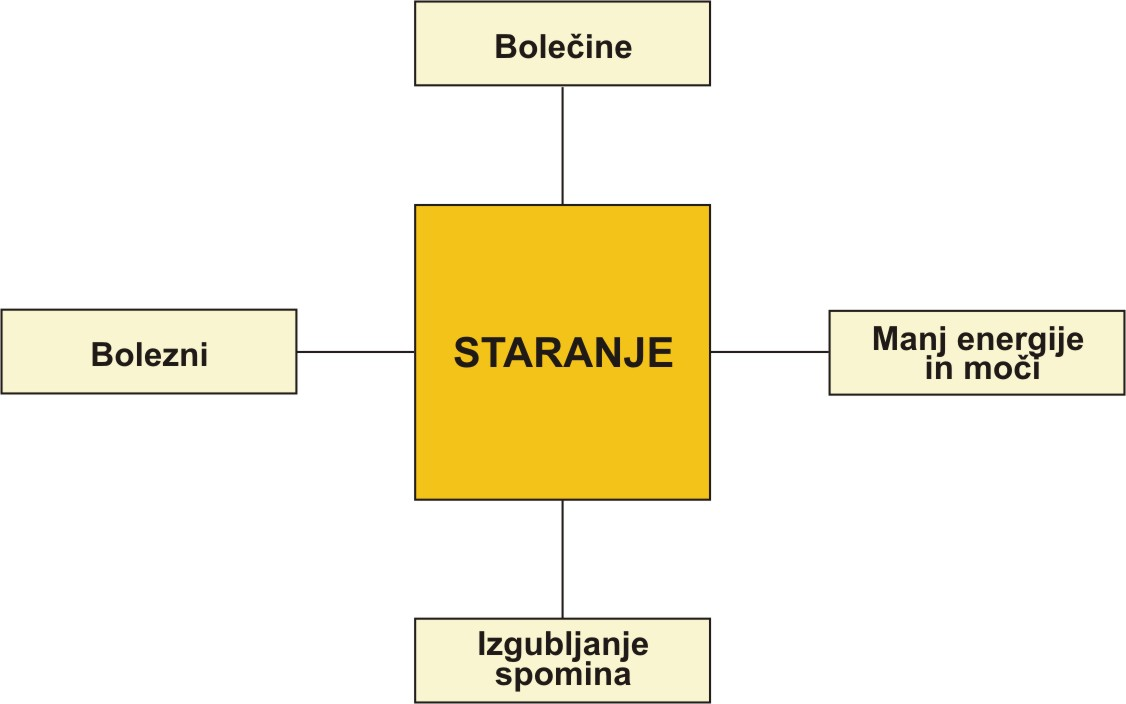 Bolečine
Bolezni
STARANJE
Manj energije
in moči
Izgubljanje
spomina